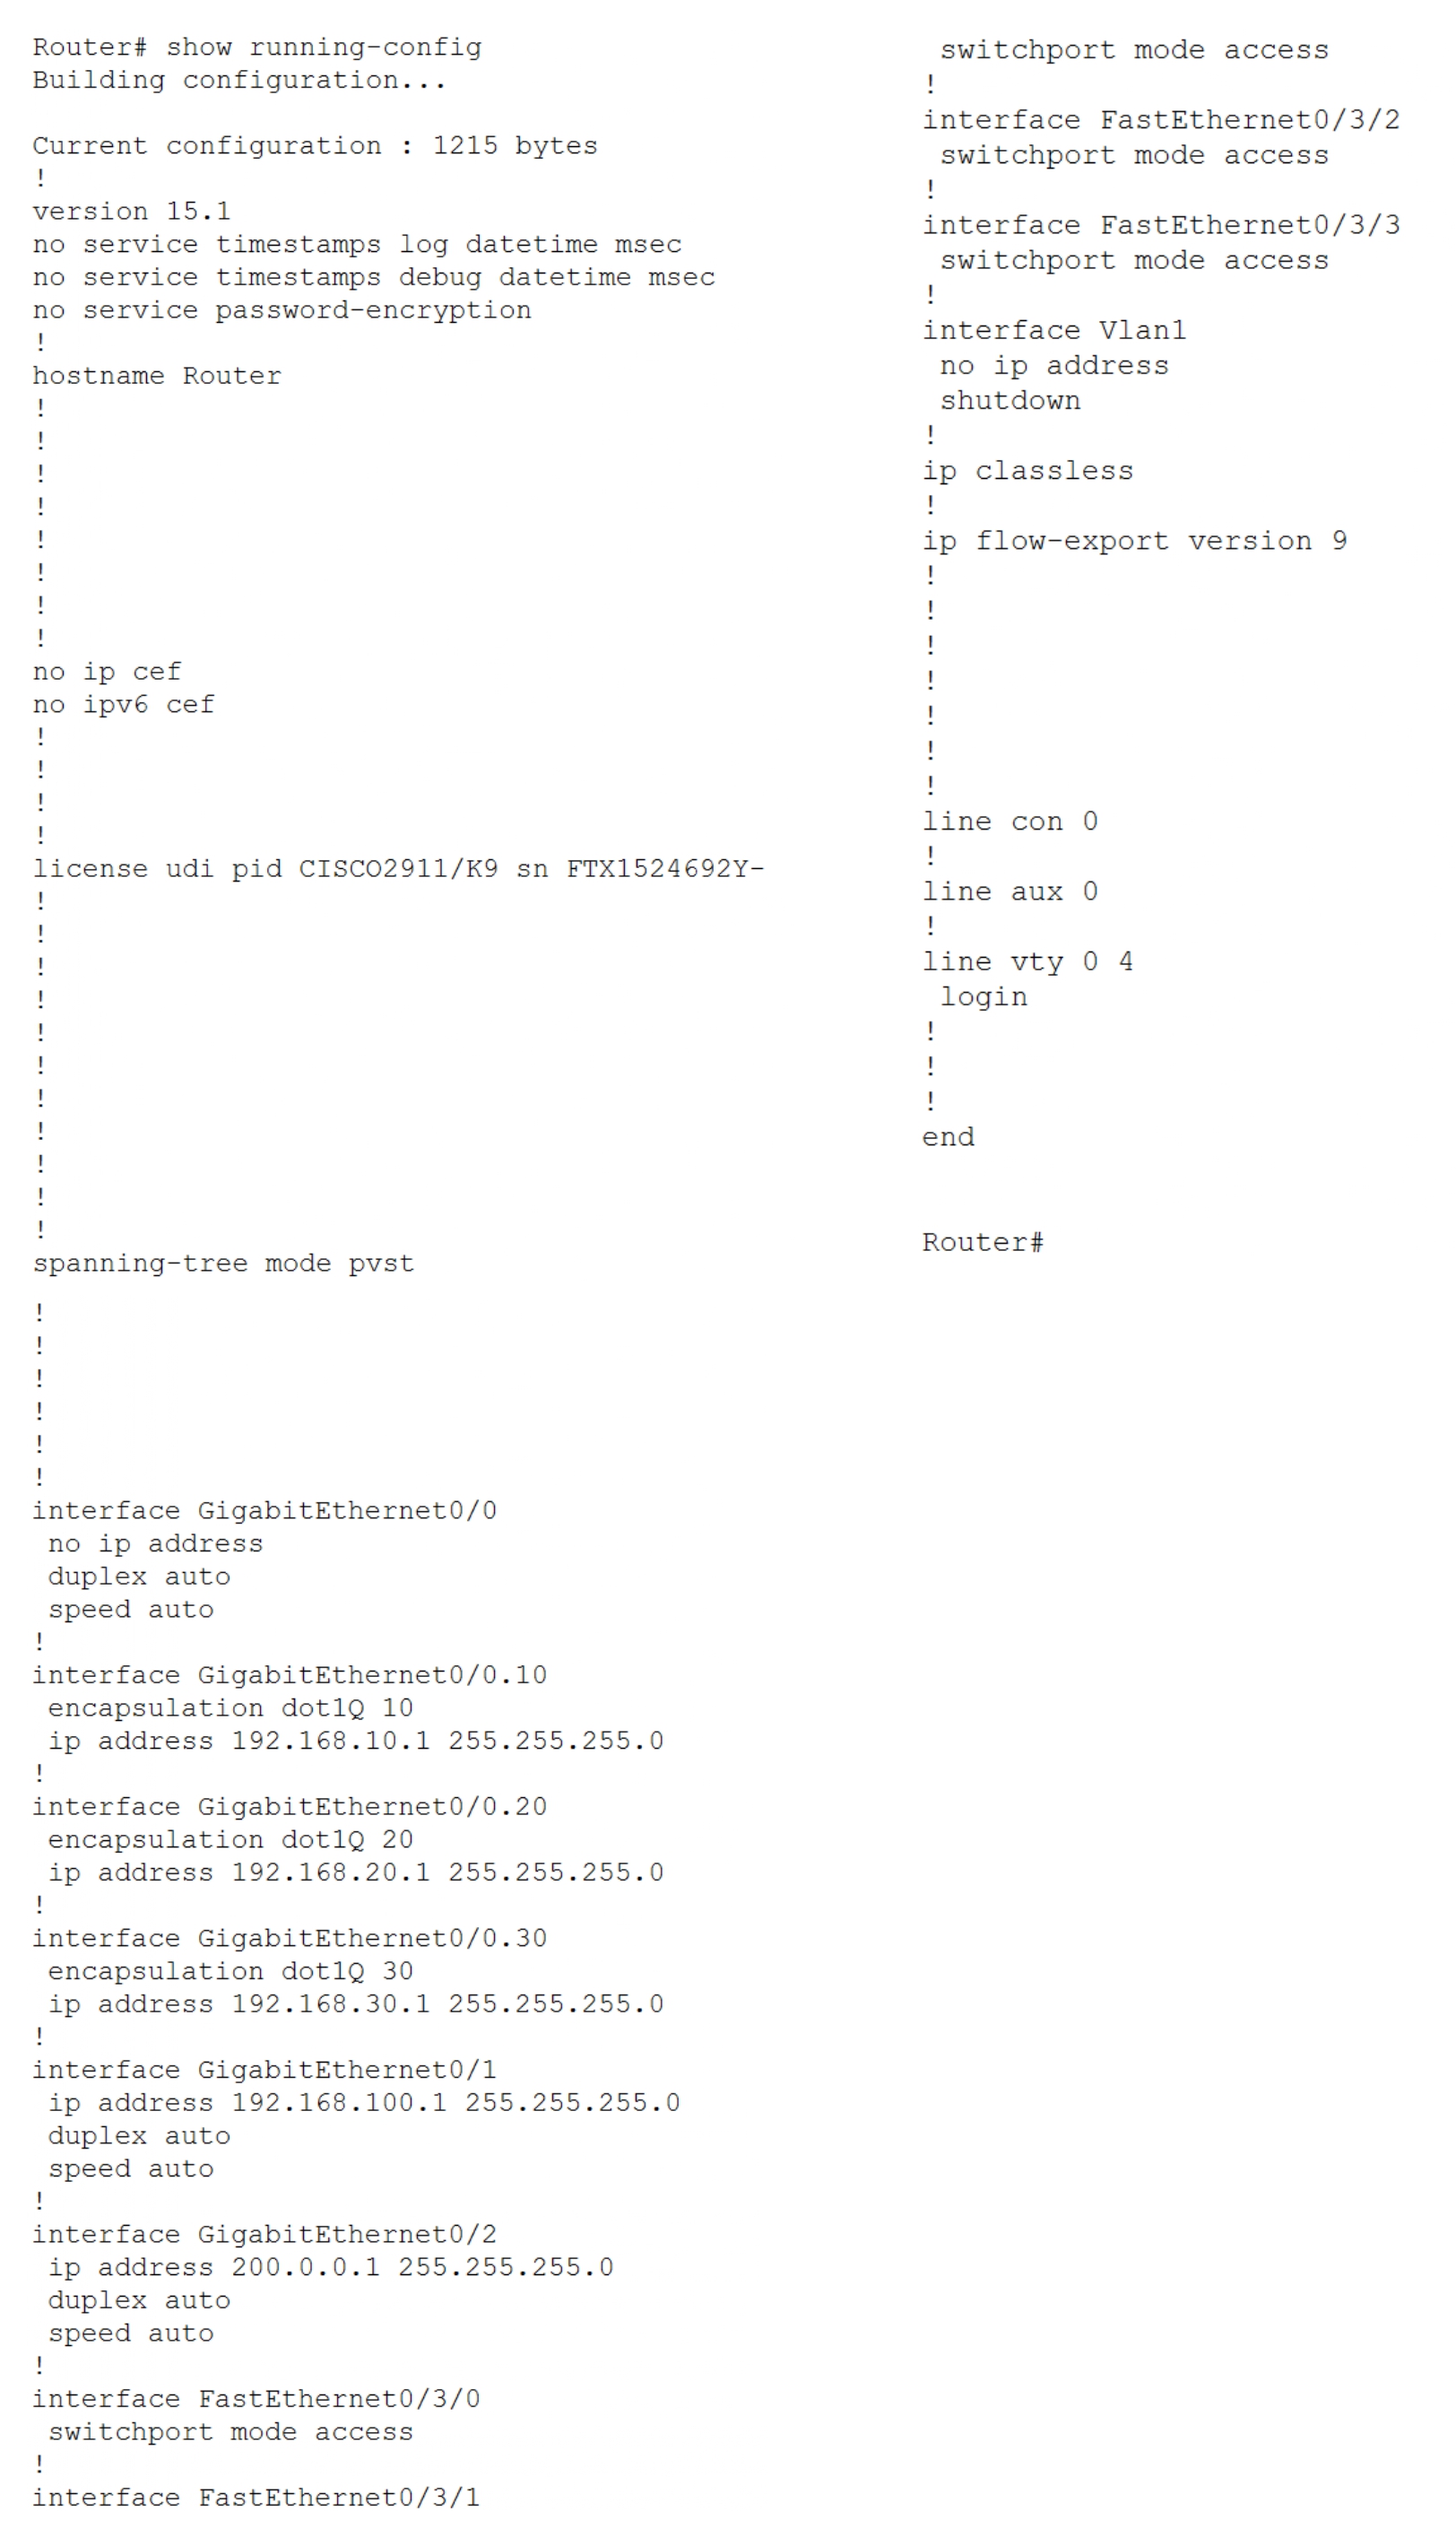 Router# show running-config
Building configuration...
Current configuration : 1215 bytes
!
version 15.1
no service timestamps log datetime msec
no service timestamps debug datetime msec
no service password-encryption
!
hostname Router
!
!
!
!
!
!
!
!
no ip cef
no ipv6 cef
!
!
!
!
license udi pid CISCO2911/K9 sn FTX1524692Y-
!
!
!
!
!
!
!
!
!
!
!
spanning-tree mode pvst
!
!
!
!
!
!
interface GigabitEthernet0/0
 no ip address
 duplex auto
 speed auto
!
interface GigabitEthernet0/0.10
 encapsulation dot1Q 10
 ip address 192.168.10.1 255.255.255.0
!
interface GigabitEthernet0/0.20
 encapsulation dot1Q 20
 ip address 192.168.20.1 255.255.255.0
!
interface GigabitEthernet0/0.30
 encapsulation dot1Q 30
 ip address 192.168.30.1 255.255.255.0
!
interface GigabitEthernet0/1
 ip address 192.168.100.1 255.255.255.0
 duplex auto
 speed auto
!
interface GigabitEthernet0/2
 ip address 200.0.0.1 255.255.255.0
 duplex auto
 speed auto
!
interface FastEthernet0/3/0
 switchport mode access
!
interface FastEthernet0/3/1
 switchport mode access
!
interface FastEthernet0/3/2
 switchport mode access
!
interface FastEthernet0/3/3
 switchport mode access
!
interface Vlan1
 no ip address
 shutdown
!
ip classless
!
ip flow-export version 9
!
!
!
!
!
!
!
line con 0
!
line aux 0
!
line vty 0 4
 login
!
!
!
end
Router#